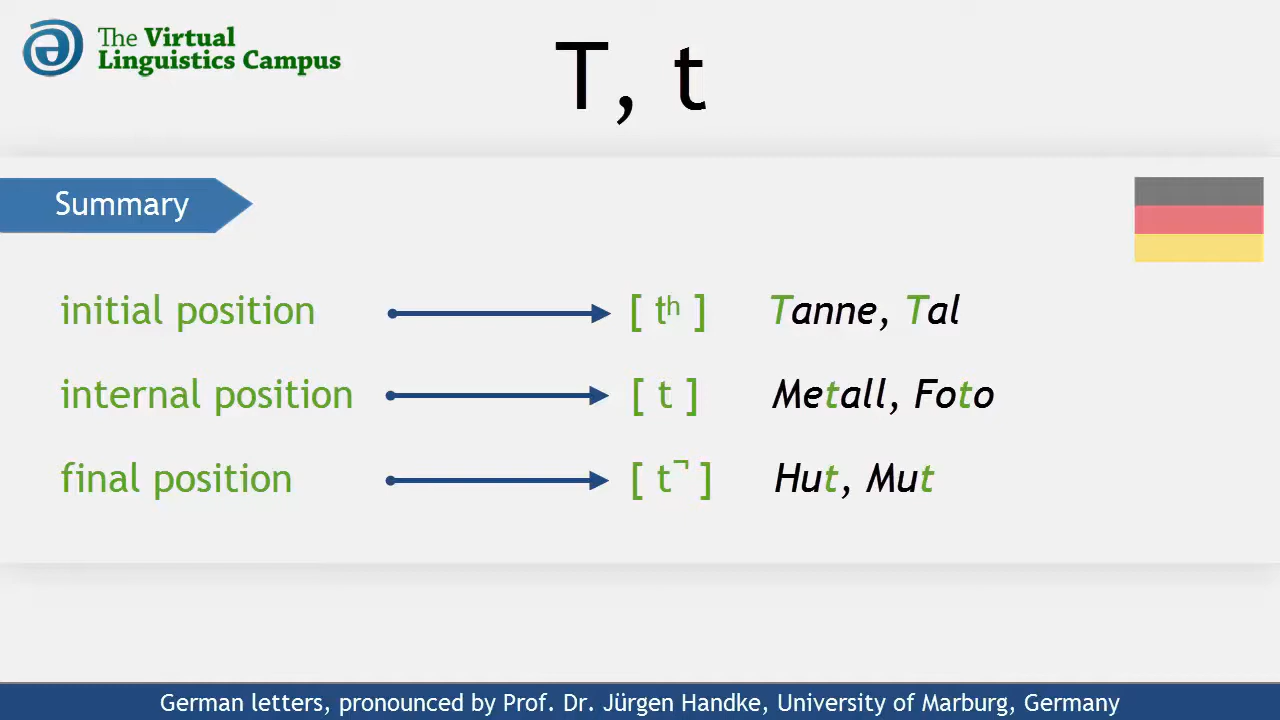 The Virtual
Linguistics Campus
T, t
Summary
initial position [ tʰ ] Tanne, Tal
internal position [ t ] Metall, Foto
final position [ t̚ ] Hut, Mut
German letters, pronounced by Prof. Dr. Jürgen Handke, University of Marburg, Germany